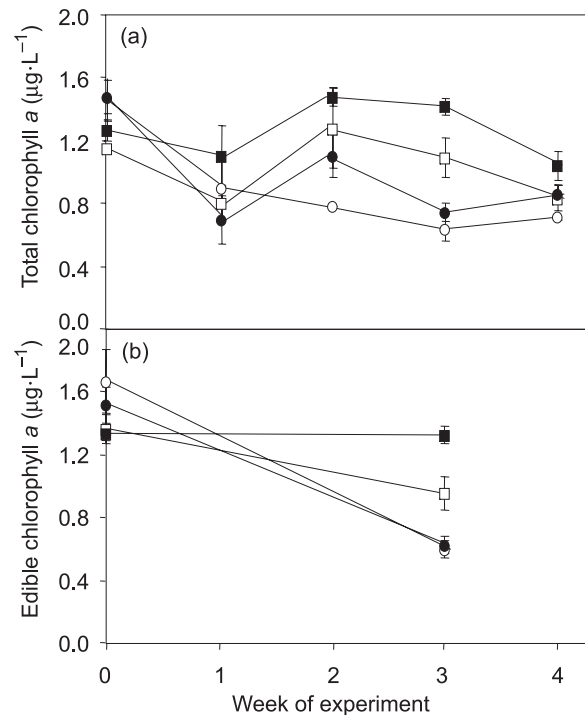 (a)
Total chlorophyll a (µg·L⁻¹)
2.0
1.6
1.2
0.8
0.4
0.0
(b)
Edible chlorophyll a (µg·L⁻¹)
2.0
1.6
1.2
0.8
0.4
0.0
0 1 2 3 4
Week of experiment